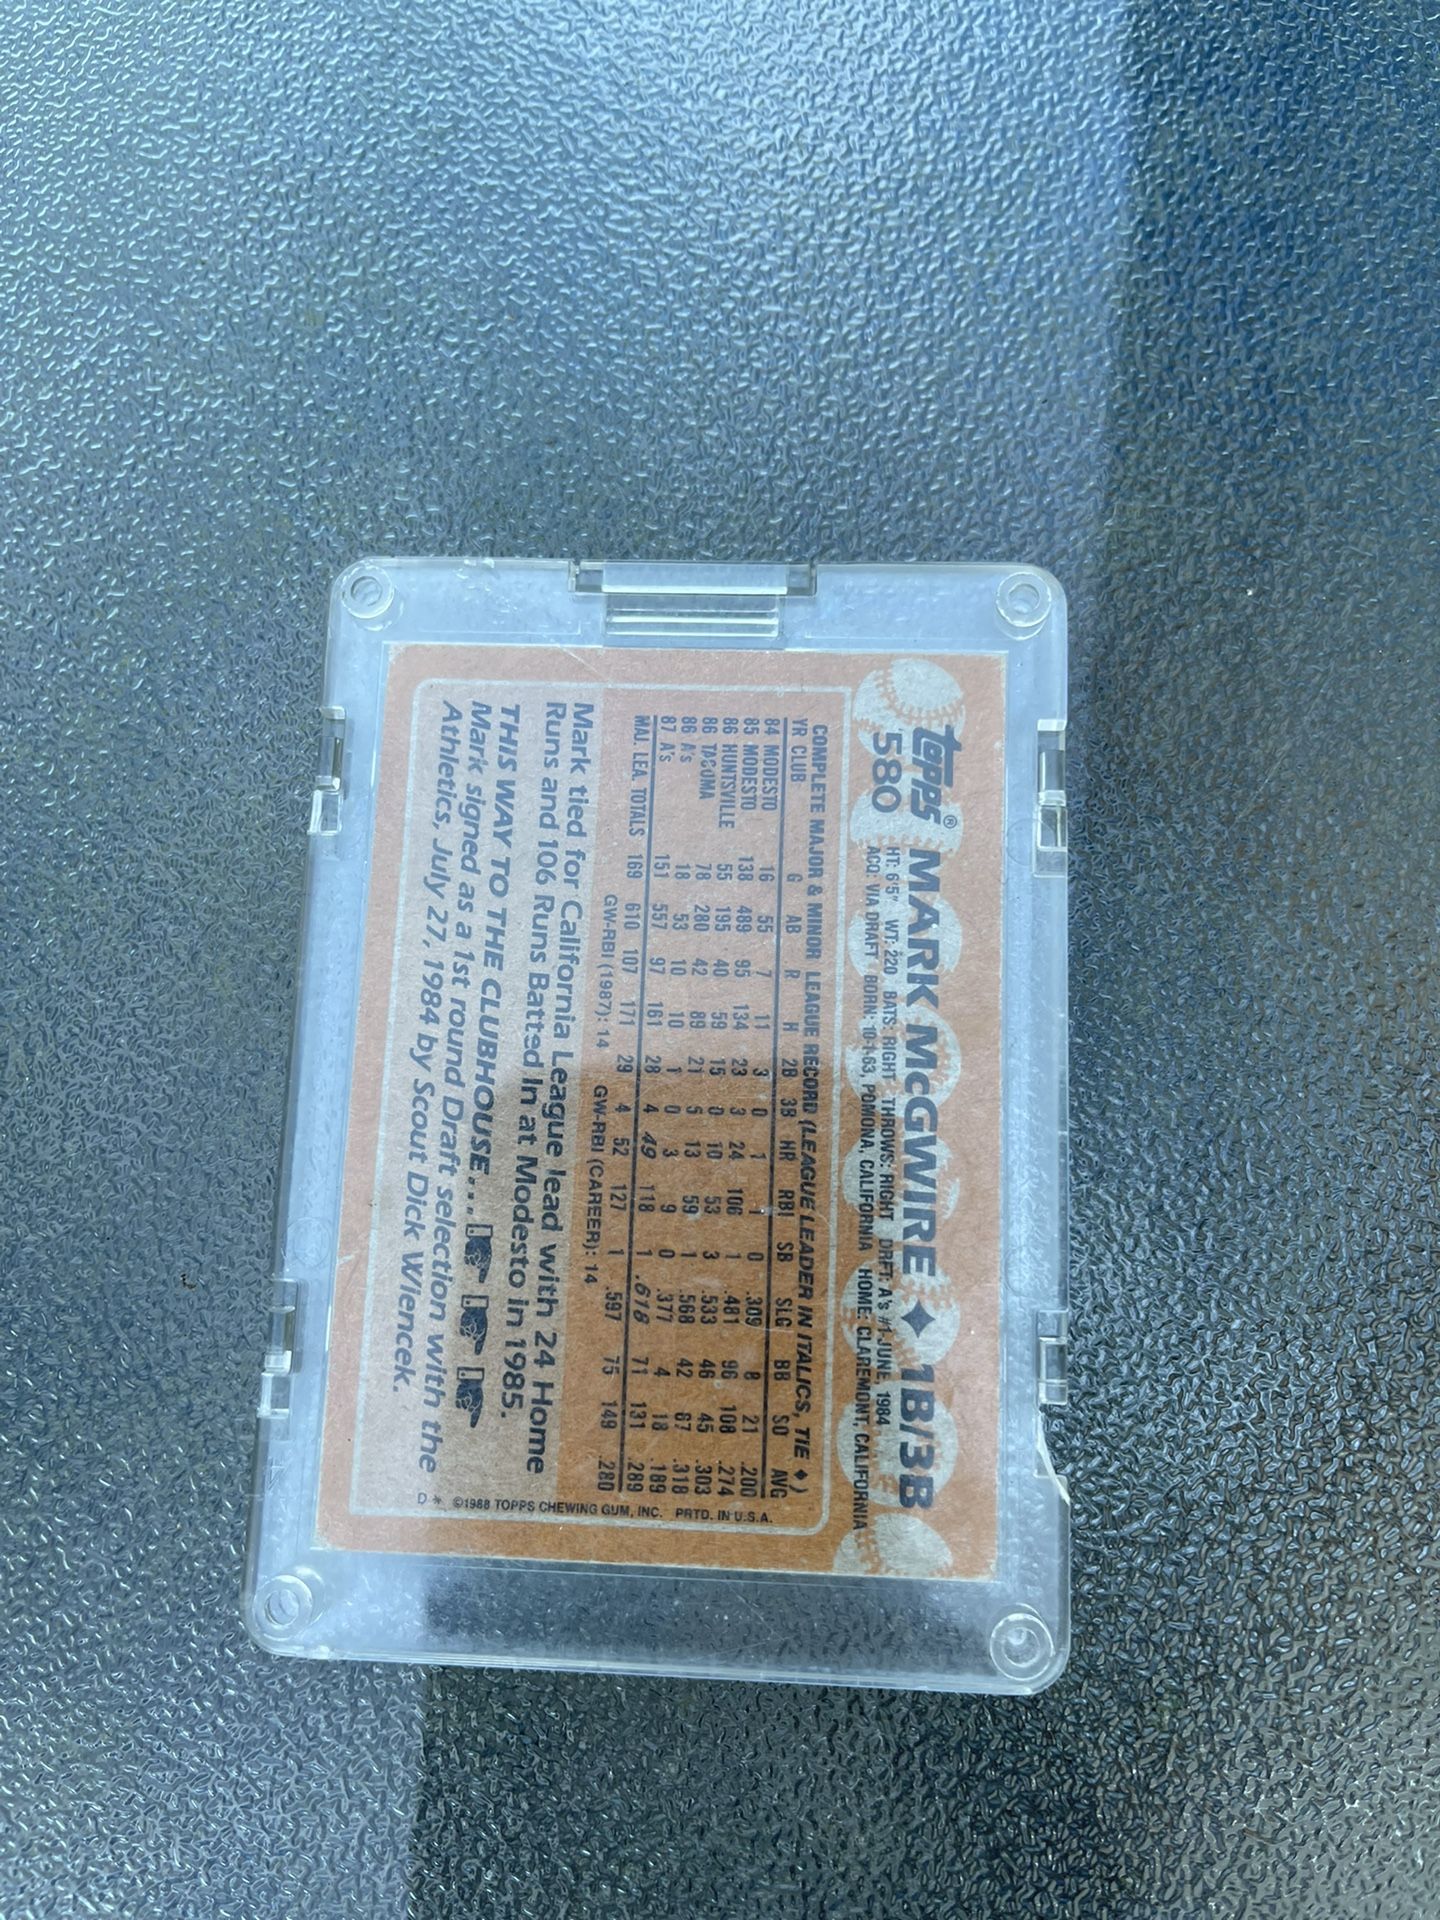 topps® MARK McGWIRE ♦ 1B/3B
580 HT: 6'5" WT: 220 BATS: RIGHT THROWS: RIGHT DRFT: A's #1-JUNE, 1984
ACQ: VIA DRAFT BORN: 10-1-63, POMONA, CALIFORNIA HOME: CLAREMONT, CALIFORNIA
COMPLETE MAJOR & MINOR LEAGUE RECORD (LEAGUE LEADER IN ITALICS, TIE ♦)
YR CLUB G AB R H 2B 3B HR RBI SB SLG BB SO AVG
84 MODESTO 16 55 7 11 3 0 1 1 0 .309 8 21 .200
85 MODESTO 138 489 95 134 23 3 24 106 1 .481 96 108 .274
86 HUNTSVILLE 55 195 40 59 15 0 10 53 3 .533 46 45 .303
86 TACOMA 78 280 42 89 21 5 13 59 1 .568 42 67 .318
86 A's 18 53 10 10 1 0 3 9 0 .377 4 18 .189
87 A's 151 557 97 161 28 4 49 118 1 .618 71 131 .289
MAJ. LEA. TOTALS 169 610 107 171 29 4 52 127 1 .597 75 149 .280
GW-RBI (1987): 14 GW-RBI (CAREER): 14
Mark tied for California League lead with 24 Home
Runs and 106 Runs Batted In at Modesto in 1985.
THIS WAY TO THE CLUBHOUSE...
Mark signed as a 1st round Draft selection with the
Athletics, July 27, 1984 by Scout Dick Wiencek.
D* ©1988 TOPPS CHEWING GUM, INC. PRTD. IN U.S.A.